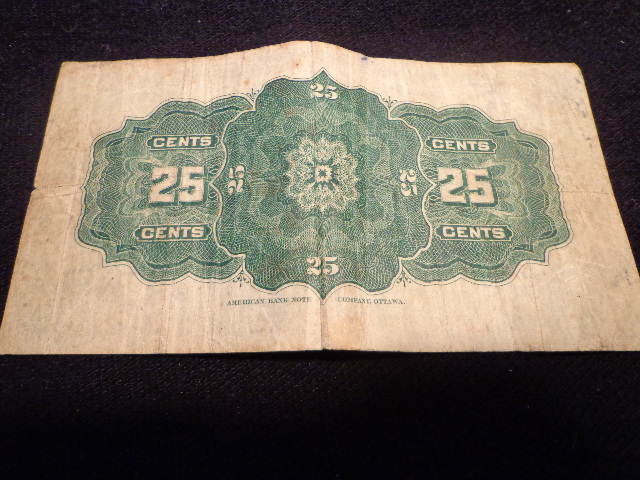 25
CENTS CENTS
25 25 25 25
CENTS CENTS
25
AMERICAN BANK NOTE COMPANY, OTTAWA.